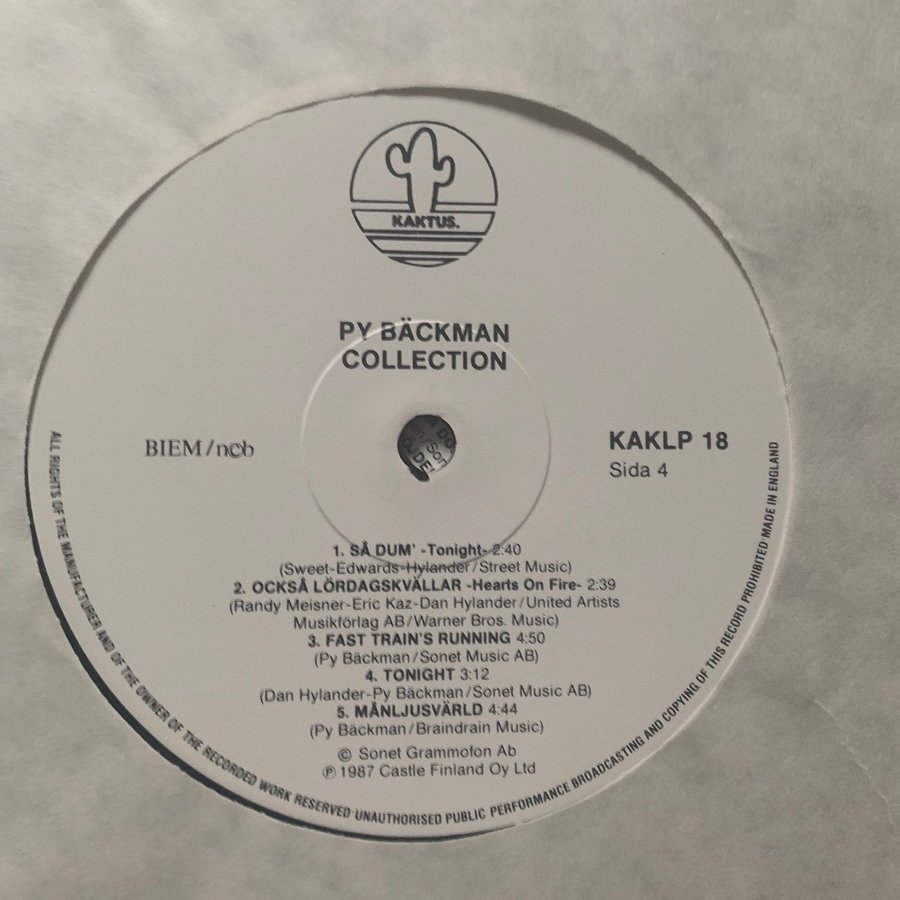 KAKTUS.
PY BÄCKMAN
COLLECTION
BIEM/ncb
KAKLP 18
Sida 4
1. SÅ DUM' -Tonight- 2:40
(Sweet-Edwards-Hylander/Street Music)
2. OCKSÅ LÖRDAGSKVÄLLAR -Hearts On Fire- 2:39
(Randy Meisner-Eric Kaz-Dan Hylander/United Artists
Musikförlag AB/Warner Bros. Music)
3. FAST TRAIN'S RUNNING 4:50
(Py Bäckman/Sonet Music AB)
4. TONIGHT 3:12
(Dan Hylander-Py Bäckman/Sonet Music AB)
5. MÅNLJUSVÄRLD 4:44
(Py Bäckman/Braindrain Music)
© Sonet Grammofon Ab
℗ 1987 Castle Finland Oy Ltd
ALL RIGHTS OF THE MANUFACTURER AND OF THE OWNER OF THE RECORDED WORK RESERVED·UNAUTHORISED PUBLIC PERFORMANCE BROADCASTING AND COPYING OF THIS RECORD PROHIBITED·MADE IN ENGLAND